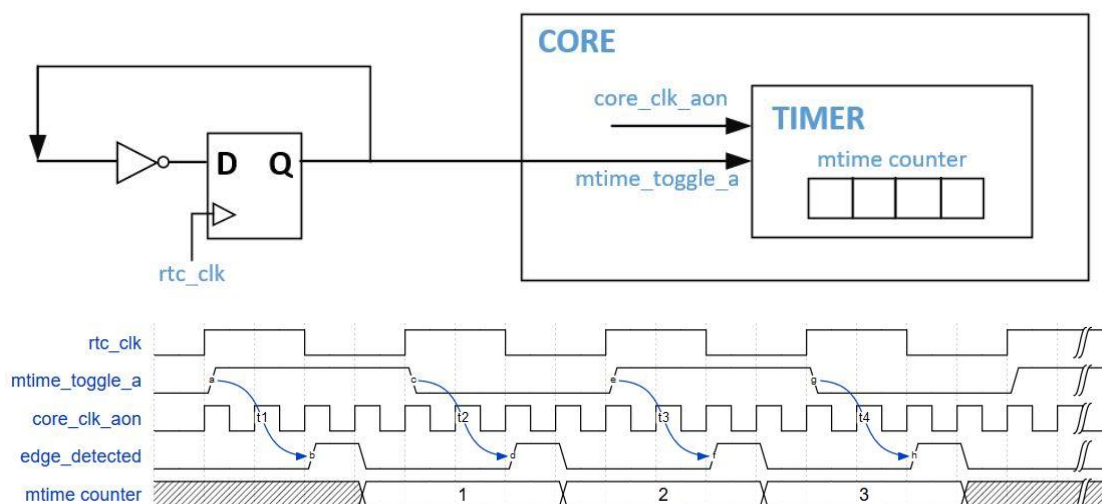 CORE
core_clk_aon
TIMER
mtime counter
D Q
mtime_toggle_a
rtc_clk
rtc_clk
mtime_toggle_a
a c e g
core_clk_aon
t1 t2 t3 t4
edge_detected
b d f h
mtime counter
1 2 3